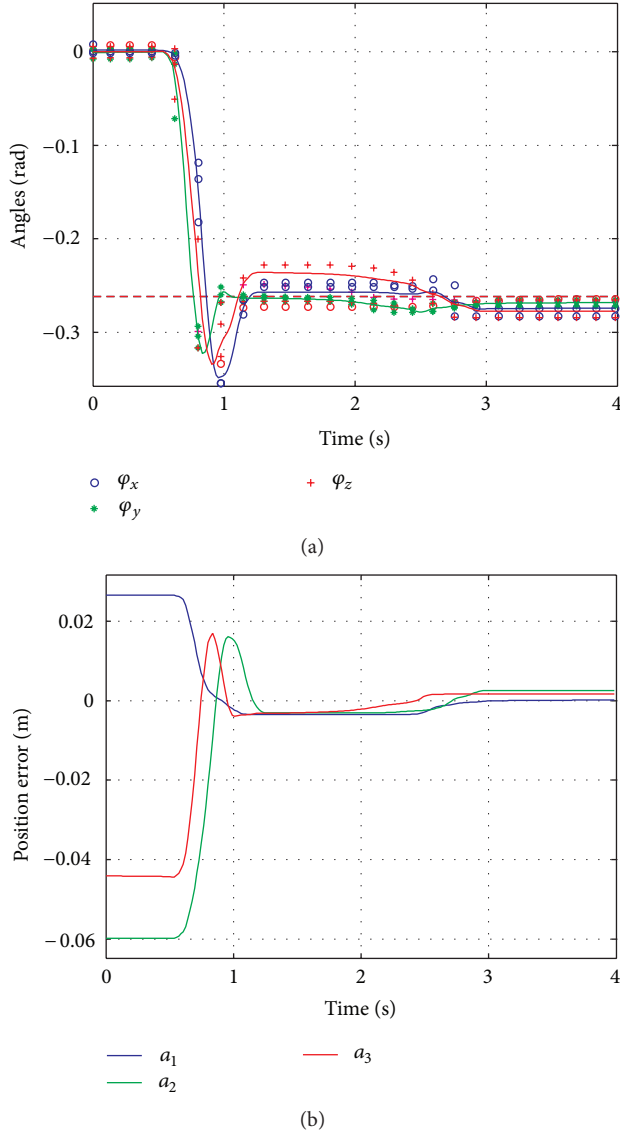 0
−0.1
−0.2
−0.3
Angles (rad)
0 1 2 3 4
Time (s)
φx φz
φy
(a)
0.02
0
−0.02
−0.04
−0.06
Position error (m)
0 1 2 3 4
Time (s)
a1 a3
a2
(b)